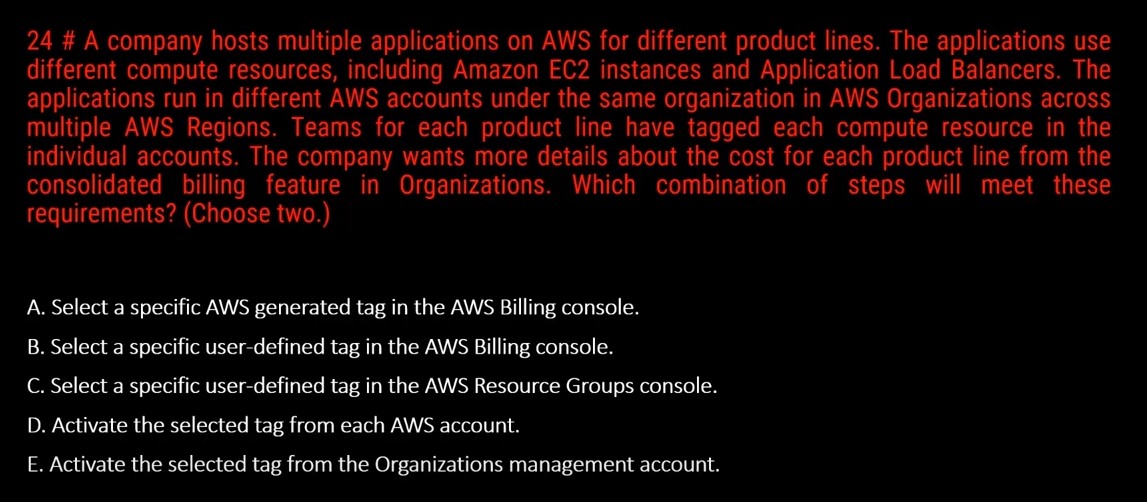 24 # A company hosts multiple applications on AWS for different product lines. The applications use
different compute resources, including Amazon EC2 instances and Application Load Balancers. The
applications run in different AWS accounts under the same organization in AWS Organizations across
multiple AWS Regions. Teams for each product line have tagged each compute resource in the
individual accounts. The company wants more details about the cost for each product line from the
consolidated billing feature in Organizations. Which combination of steps will meet these
requirements? (Choose two.)
A. Select a specific AWS generated tag in the AWS Billing console.
B. Select a specific user-defined tag in the AWS Billing console.
C. Select a specific user-defined tag in the AWS Resource Groups console.
D. Activate the selected tag from each AWS account.
E. Activate the selected tag from the Organizations management account.